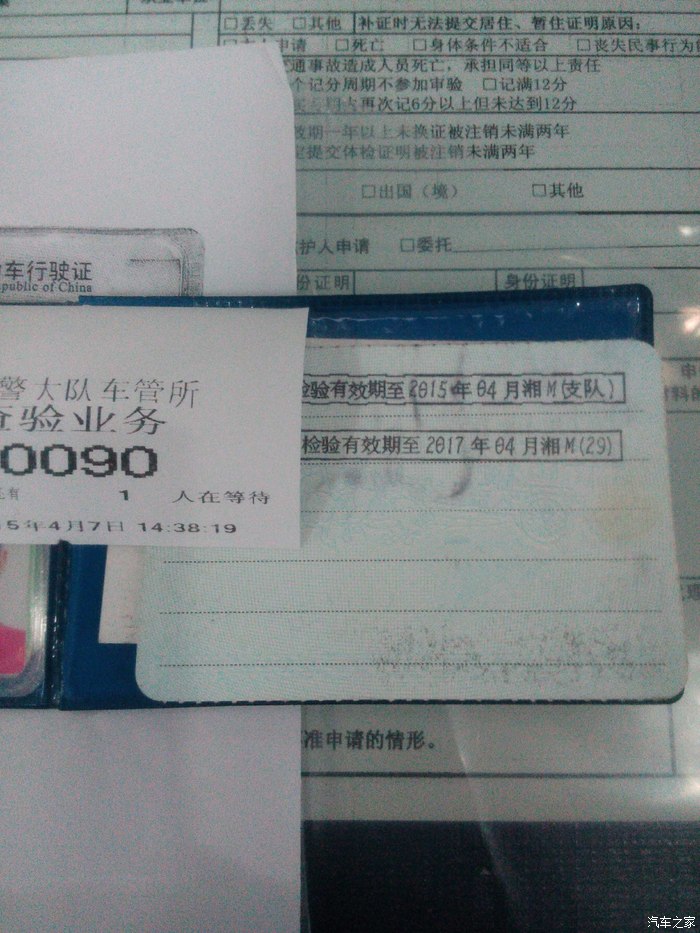 □丢失 □其他 补证时无法提交居住、暂住证明原因:
申请 □死亡 □身体条件不适合 □丧失民事行为
通事故造成人员死亡，承担同等以上责任
个记分周期不参加审验 □记满12分
再次记6分以上但未达到12分
效期一年以上未换证被注销未满两年
提交体检证明被注销未满两年
□出国（境） □其他
护人申请 □委托
份证明 身份证明
车行驶证
public of China
警大队车管所
查验业务
0090
还有 1 人在等待
5年4月7日 14:38:19
检验有效期至2015年04月湘M(支队)
检验有效期至2017年04月湘M(29)
准申请的情形。
汽车之家